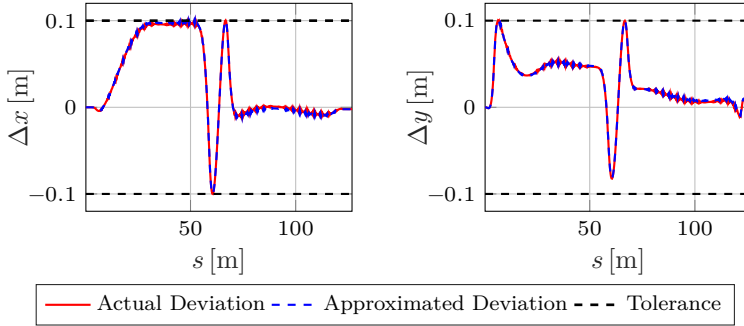 0.1
0
−0.1
Δx [m]
50
100
s [m]
0.1
0
−0.1
Δy [m]
50
100
s [m]
Actual Deviation
Approximated Deviation
Tolerance